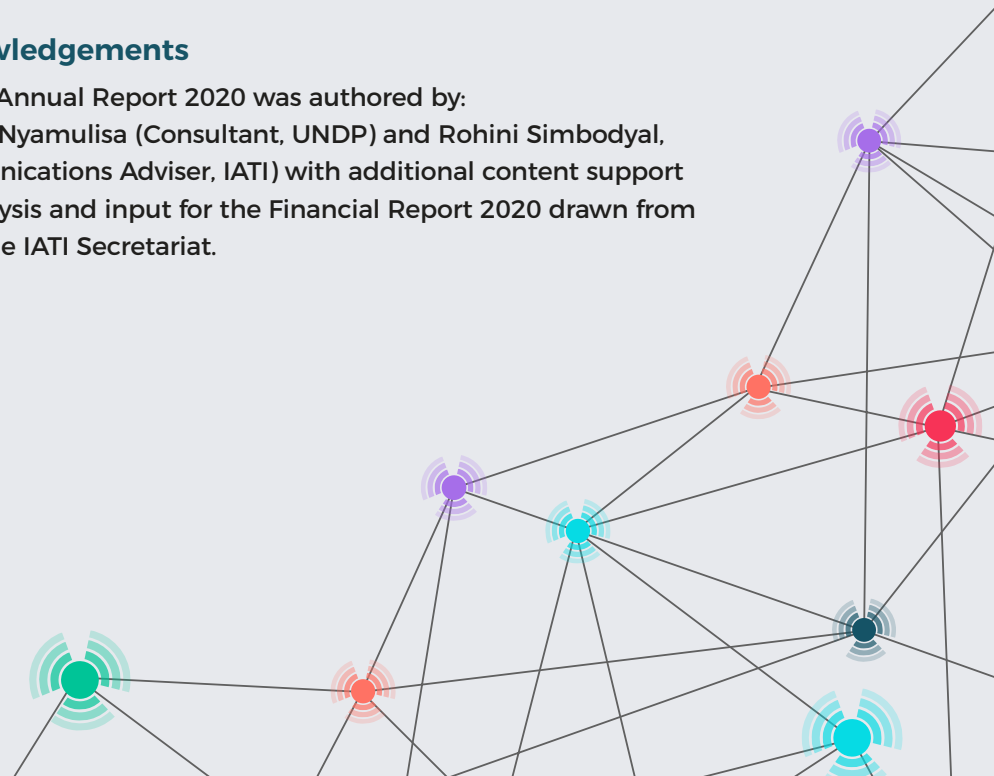 wledgements
Annual Report 2020 was authored by:
Nyamulisa (Consultant, UNDP) and Rohini Simbodyal,
nications Adviser, IATI) with additional content support
ysis and input for the Financial Report 2020 drawn from
e IATI Secretariat.